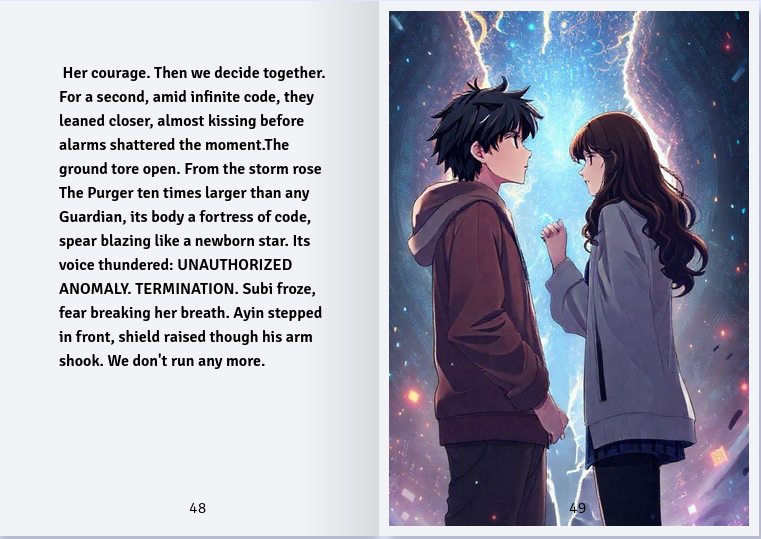 Her courage. Then we decide together.
For a second, amid infinite code, they
leaned closer, almost kissing before
alarms shattered the moment.The
ground tore open. From the storm rose
The Purger ten times larger than any
Guardian, its body a fortress of code,
spear blazing like a newborn star. Its
voice thundered: UNAUTHORIZED
ANOMALY. TERMINATION. Subi froze,
fear breaking her breath. Ayin stepped
in front, shield raised though his arm
shook. We don't run any more.
48
49